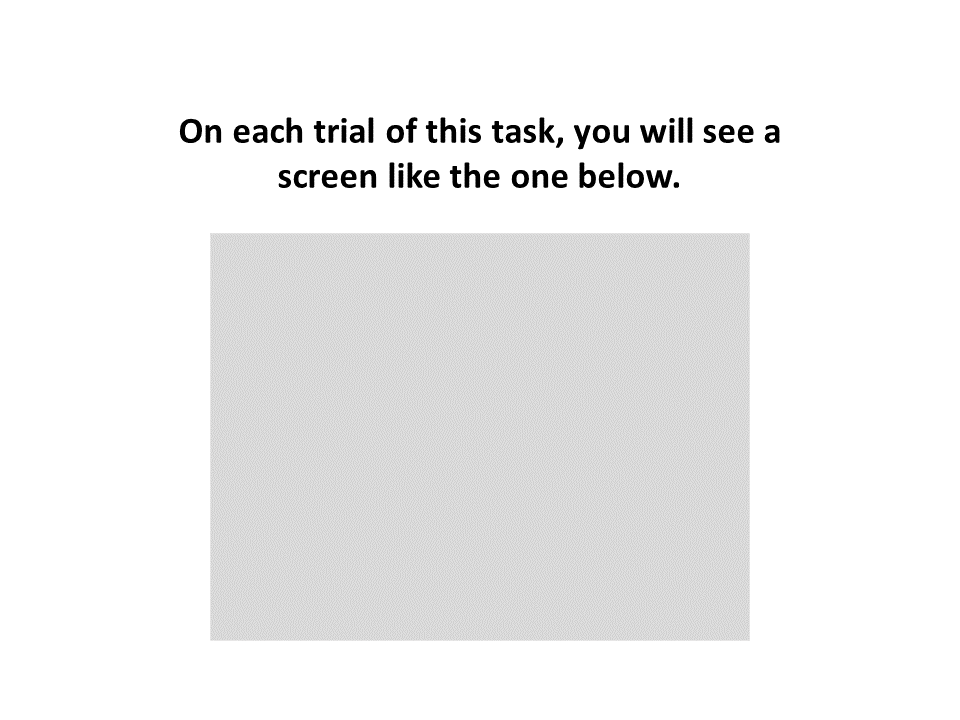 On each trial of this task, you will see a
screen like the one below.